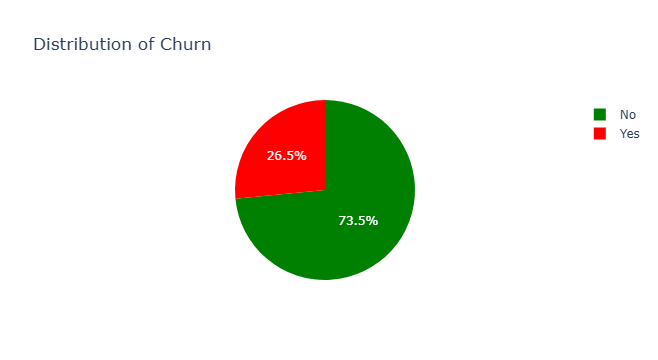 Distribution of Churn
No
Yes
26.5%
73.5%